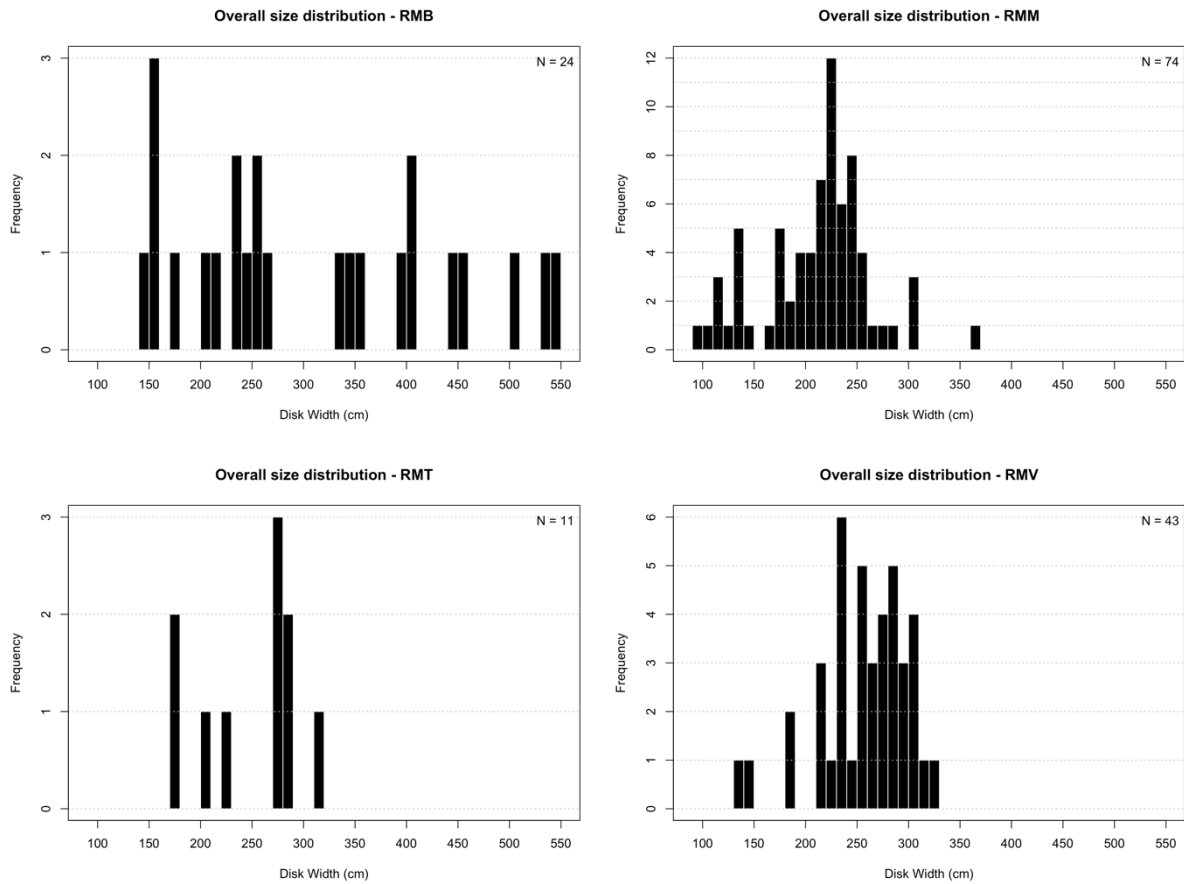 Overall size distribution - RMB
N = 24
Frequency
0
1
2
3
100 150 200 250 300 350 400 450 500 550
Disk Width (cm)
Overall size distribution - RMM
N = 74
Frequency
0
2
4
6
8
10
12
100 150 200 250 300 350 400 450 500 550
Disk Width (cm)
Overall size distribution - RMT
N = 11
Frequency
0
1
2
3
100 150 200 250 300 350 400 450 500 550
Disk Width (cm)
Overall size distribution - RMV
N = 43
Frequency
0
1
2
3
4
5
6
100 150 200 250 300 350 400 450 500 550
Disk Width (cm)